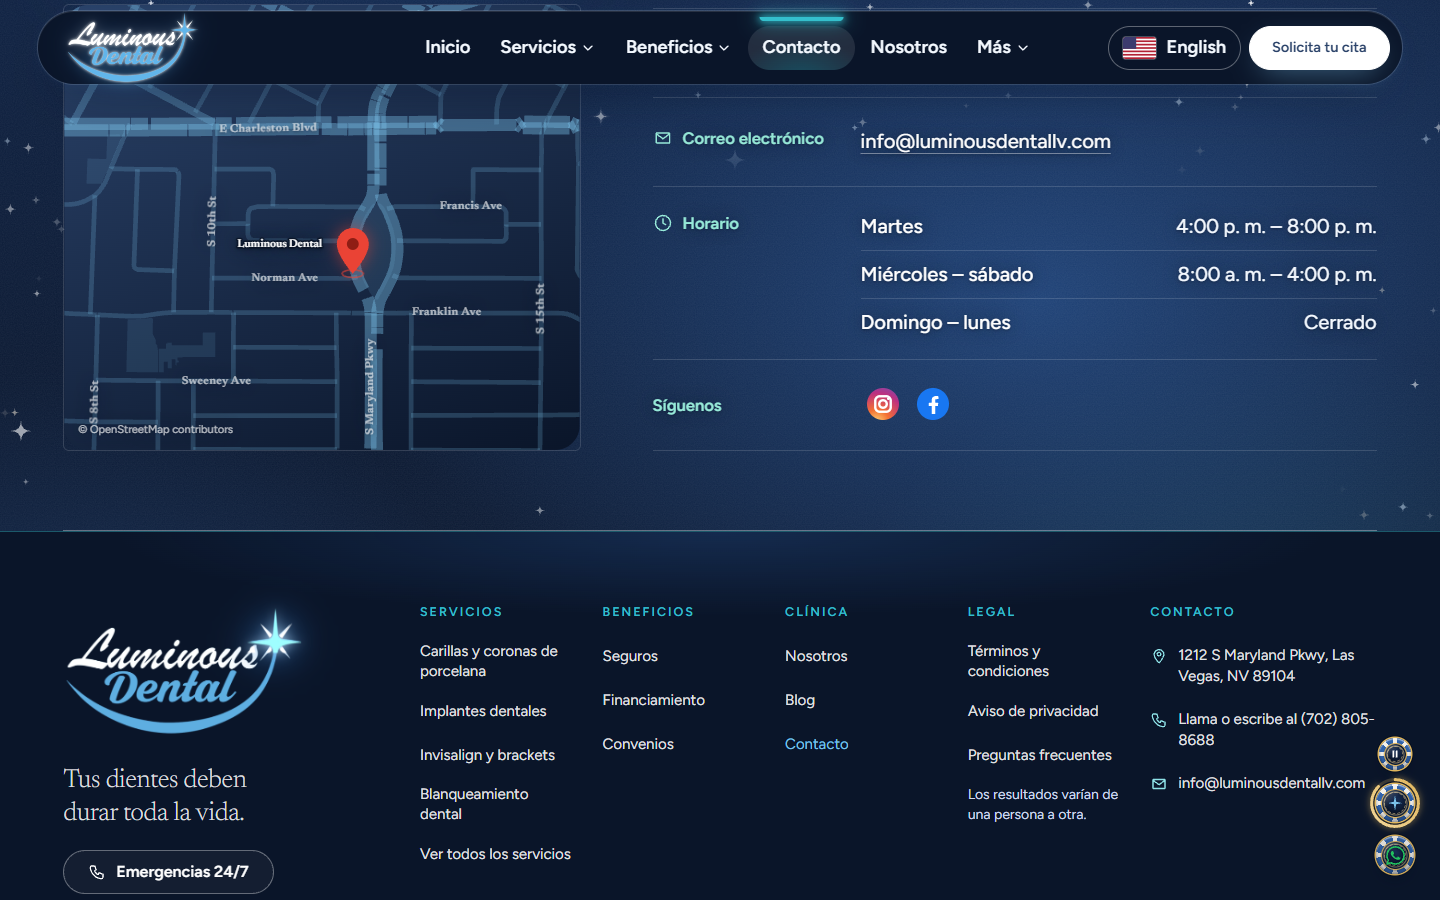 Luminous
Dental
Inicio
Servicios
Beneficios
Contacto
Nosotros
Más
English
Solicita tu cita
E Charleston Blvd
S 10th St
Francis Ave
Luminous Dental
Norman Ave
Franklin Ave
S 15th St
S Maryland Pkwy
Sweeney Ave
S 8th St
© OpenStreetMap contributors
Correo electrónico
info@luminousdentallv.com
Horario
Martes 4:00 p. m. – 8:00 p. m.
Miércoles – sábado 8:00 a. m. – 4:00 p. m.
Domingo – lunes Cerrado
Síguenos
Luminous
Dental
Tus dientes deben
durar toda la vida.
Emergencias 24/7
SERVICIOS
Carillas y coronas de
porcelana
Implantes dentales
Invisalign y brackets
Blanqueamiento
dental
Ver todos los servicios
BENEFICIOS
Seguros
Financiamiento
Convenios
CLÍNICA
Nosotros
Blog
Contacto
LEGAL
Términos y
condiciones
Aviso de privacidad
Preguntas frecuentes
Los resultados varían de
una persona a otra.
CONTACTO
1212 S Maryland Pkwy, Las
Vegas, NV 89104
Llama o escribe al (702) 805-
8688
info@luminousdentallv.com